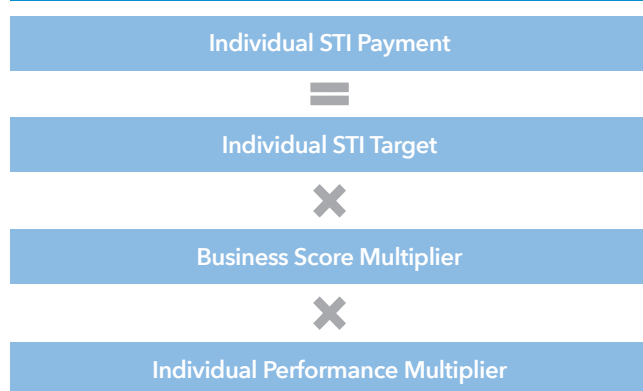 Individual STI Payment
=
Individual STI Target
×
Business Score Multiplier
×
Individual Performance Multiplier